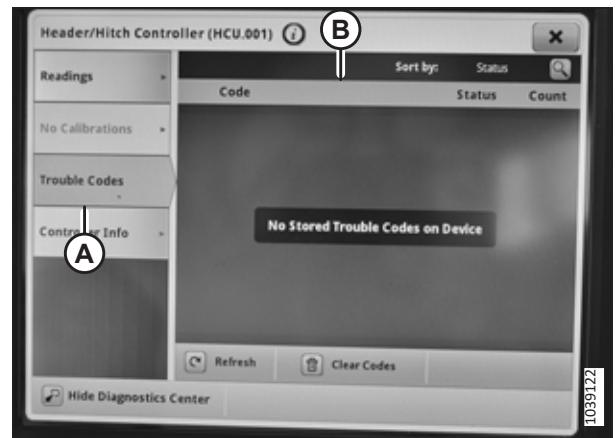 Header/Hitch Controller (HCU.001) i
B
Readings
Sort by: Status
Code Status Count
No Calibrations
Trouble Codes
No Stored Trouble Codes on Device
Info
A
Refresh Clear Codes
Hide Diagnostics Center
1039122